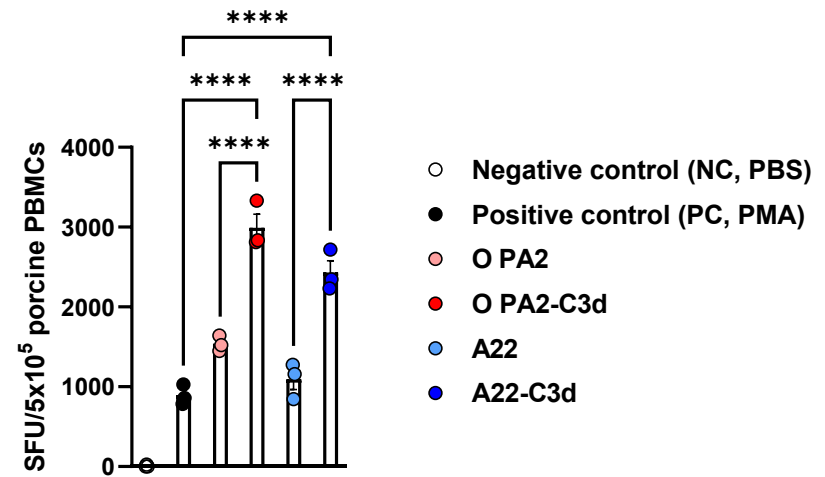 ****
**** ****
****
SFU/5x10⁵ porcine PBMCs
4000
3000
2000
1000
0
Negative control (NC, PBS)
Positive control (PC, PMA)
O PA2
O PA2-C3d
A22
A22-C3d